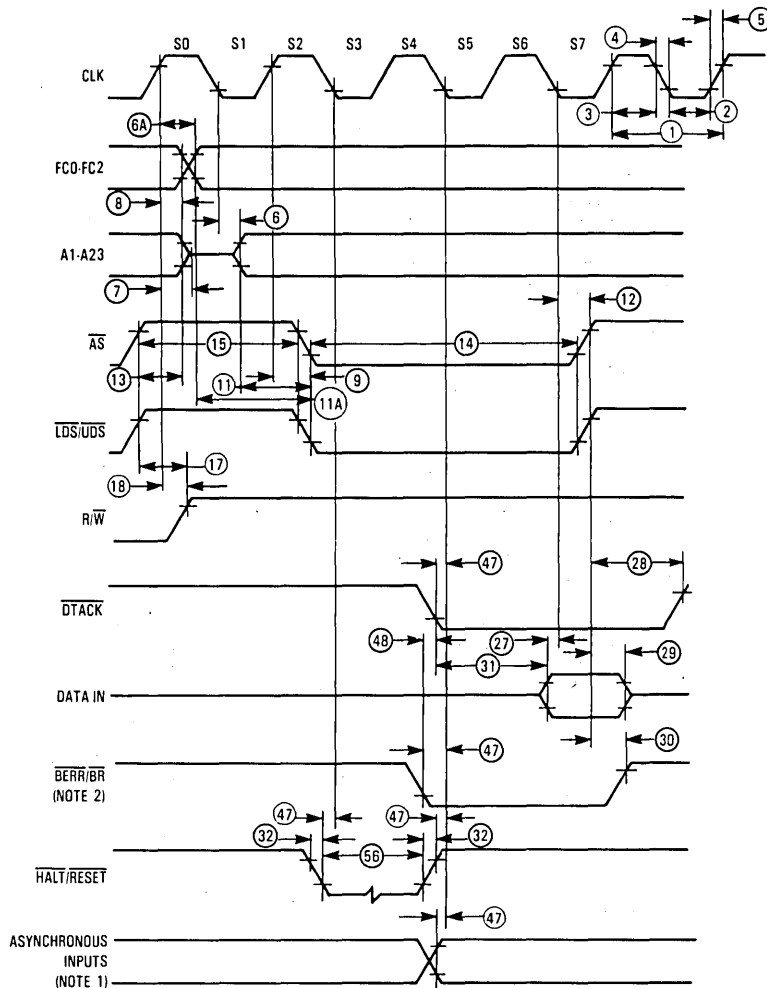 S0 S1 S2 S3 S4 S5 S6 S7
4
5
CLK
3
2
1
6A
FC0-FC2
8
6
A1-A23
7
12
AS
15
14
13
11
9
11A
LDS/UDS
17
18
R/W
47
28
DTACK
48
27
29
31
DATA IN
47
30
BERR/BR
(NOTE 2)
47
47
32
32
56
HALT/RESET
47
ASYNCHRONOUS
INPUTS
(NOTE 1)